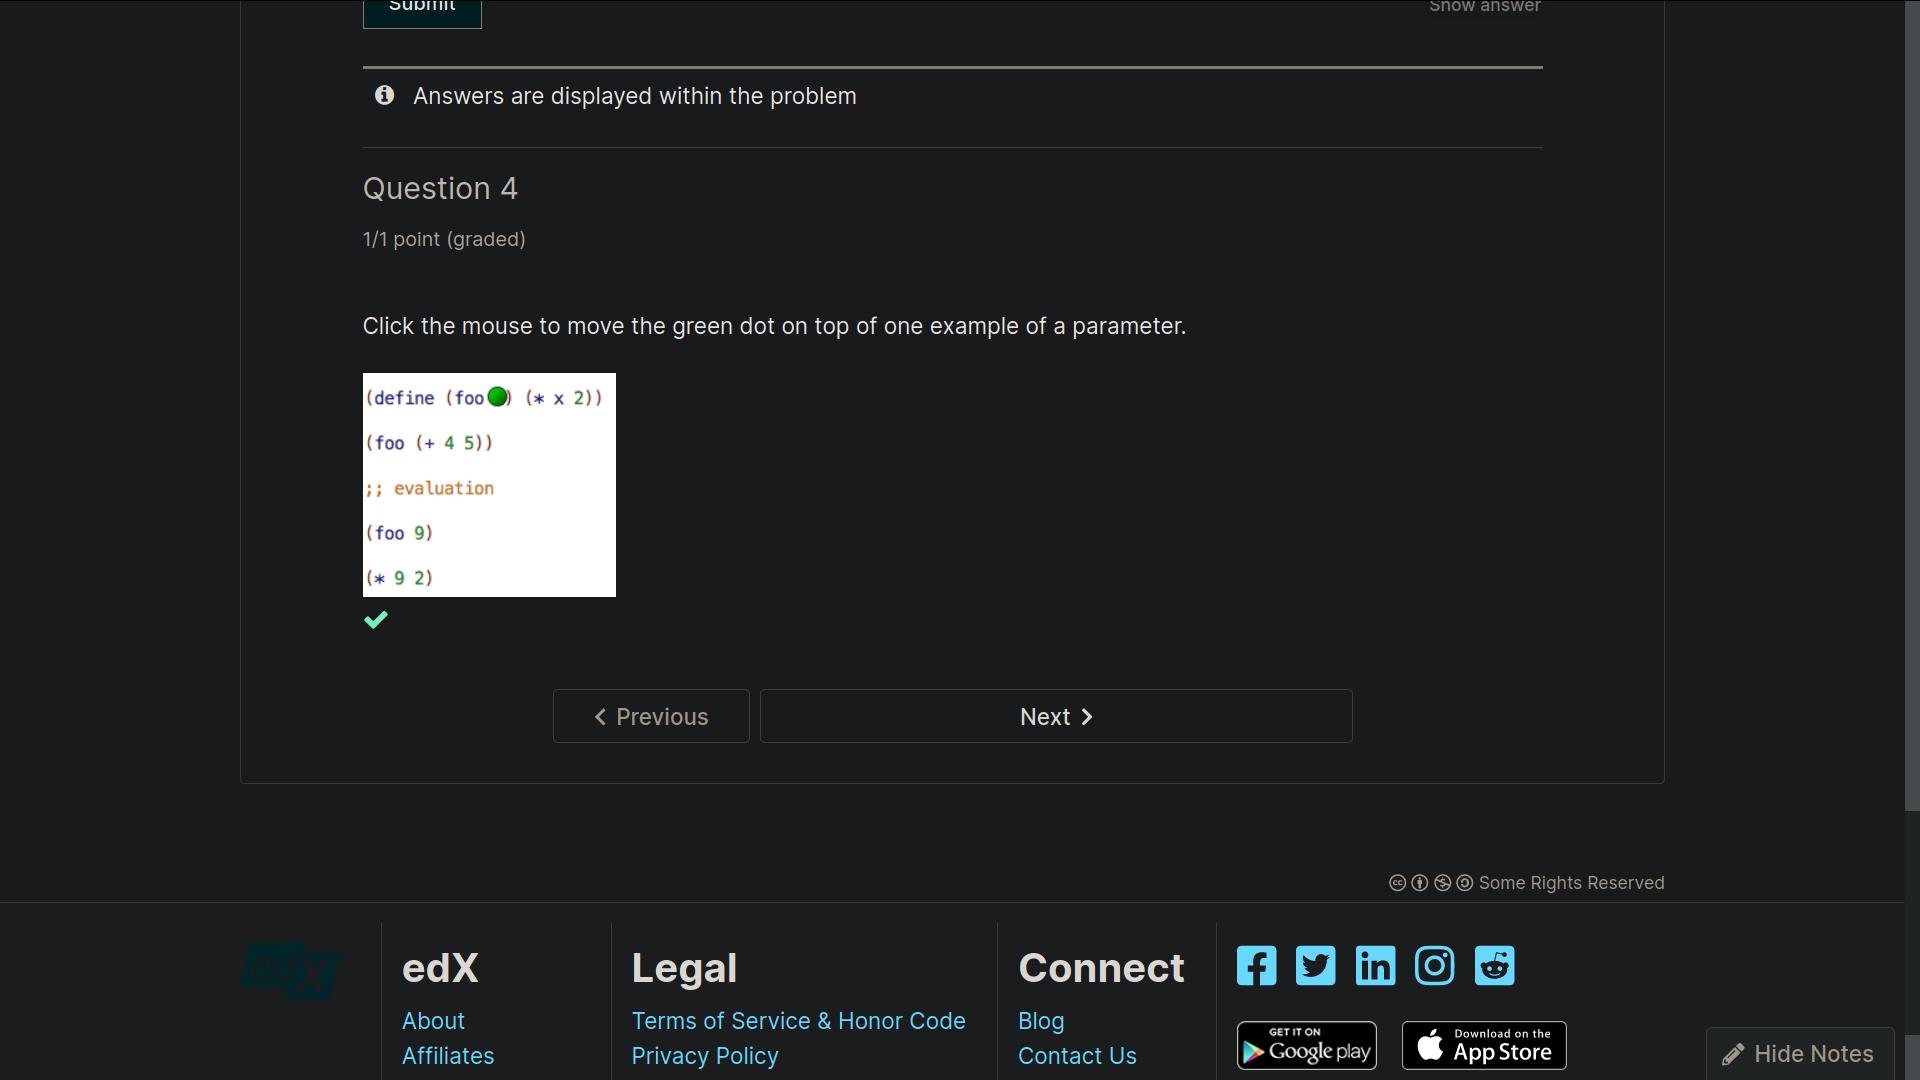 Submit
Show answer
Answers are displayed within the problem
Question 4
1/1 point (graded)
Click the mouse to move the green dot on top of one example of a parameter.
(define (foo ) (* x 2))
(foo (+ 4 5))
;; evaluation
(foo 9)
(* 9 2)
Previous
Next
Some Rights Reserved
edX
edX
About
Affiliates
Legal
Terms of Service & Honor Code
Privacy Policy
Connect
Blog
Contact Us
GET IT ON
Google play
Download on the
App Store
Hide Notes